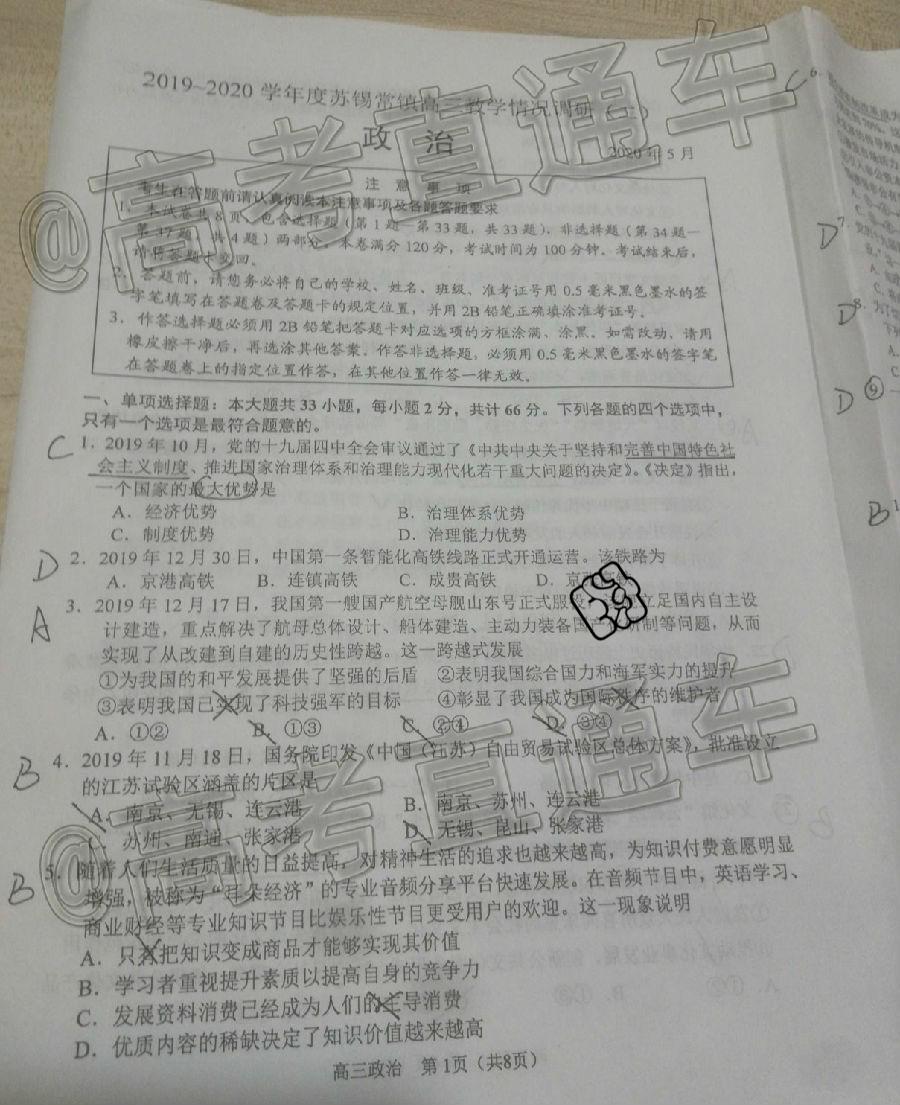 2019~2020学年度苏锡常镇高三教学情况调研（二）
政 治
2020年5月
注意事项
考生在答题前请认真阅读本注意事项及各题答题要求
1．本试卷共8页，包含选择题（第1题~第33题，共33题）、非选择题（第34题~
第37题，共4题）两部分。本卷满分120分，考试时间为100分钟。考试结束后，
请将答题卡交回。
2．答题前，请您务必将自己的学校、姓名、班级、准考证号用0.5毫米黑色墨水的签
字笔填写在答题卷及答题卡的规定位置，并用2B铅笔正确填涂准考证号。
3．作答选择题必须用2B铅笔把答题卡对应选项的方框涂满、涂黑。如需改动，请用
橡皮擦干净后，再选涂其他答案。作答非选择题，必须用0.5毫米黑色墨水的签字笔
在答题卷上的指定位置作答，在其他位置作答一律无效。
一、单项选择题：本大题共33小题，每小题2分，共计66分。下列各题的四个选项中，
只有一个选项是最符合题意的。
C 1．2019年10月，党的十九届四中全会审议通过了《中共中央关于坚持和完善中国特色社
会主义制度、推进国家治理体系和治理能力现代化若干重大问题的决定》。《决定》指出，
一个国家的最大优势是
A．经济优势 B．治理体系优势
C．制度优势 D．治理能力优势
D 2．2019年12月30日，中国第一条智能化高铁线路正式开通运营。该铁路为
A．京港高铁 B．连镇高铁 C．成贵高铁 D．京
A 3．2019年12月17日，我国第一艘国产航空母舰山东号正式服 立足国内自主设
计建造，重点解决了航母总体设计、船体建造、主动力装备国产 制等问题，从而
实现了从改建到自建的历史性跨越。这一跨越式发展
①为我国的和平发展提供了坚强的后盾 ②表明我国综合国力和海军实力的提升
③表明我国已实现了科技强军的目标 ④彰显了我国成为国际秩序的维护者
A．①② B．①③ C．②④ D．③④
B 4．2019年11月18日，国务院印发《中国（江苏）自由贸易试验区总体方案》，批准设立
的江苏试验区涵盖的片区是
A．南京、无锡、连云港 B．南京、苏州、连云港
C．苏州、南通、张家港 D．无锡、昆山、张家港
B 5．随着人们生活质量的日益提高，对精神生活的追求也越来越高，为知识付费意愿明显
增强，被称为“耳朵经济”的专业音频分享平台快速发展。在音频节目中，英语学习、
商业财经等专业知识节目比娱乐性节目更受用户的欢迎。这一现象说明
A．只有把知识变成商品才能够实现其价值
B．学习者重视提升素质以提高自身的竞争力
C．发展资料消费已经成为人们的主导消费
D．优质内容的稀缺决定了知识价值越来越高
高三政治 第1页（共8页）
@高考直通车
@高考直通车
C 6
D 7
D 8
D ⑨
B